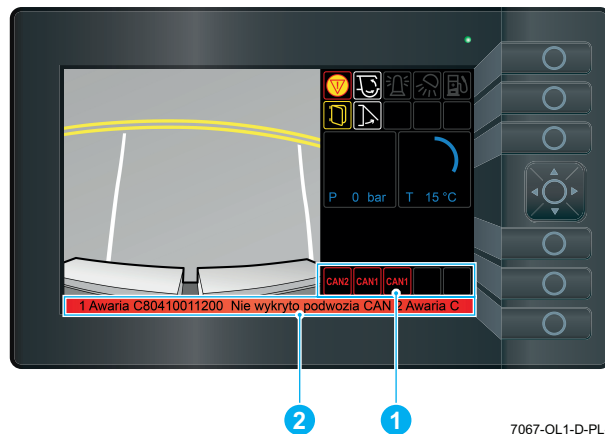 P 0 bar T 15 °C
CAN2 CAN1 CAN1
1 Awaria C80410011200 Nie wykryto podwozia CAN 2 Awaria C
2 1
7067-OL1-D-PL